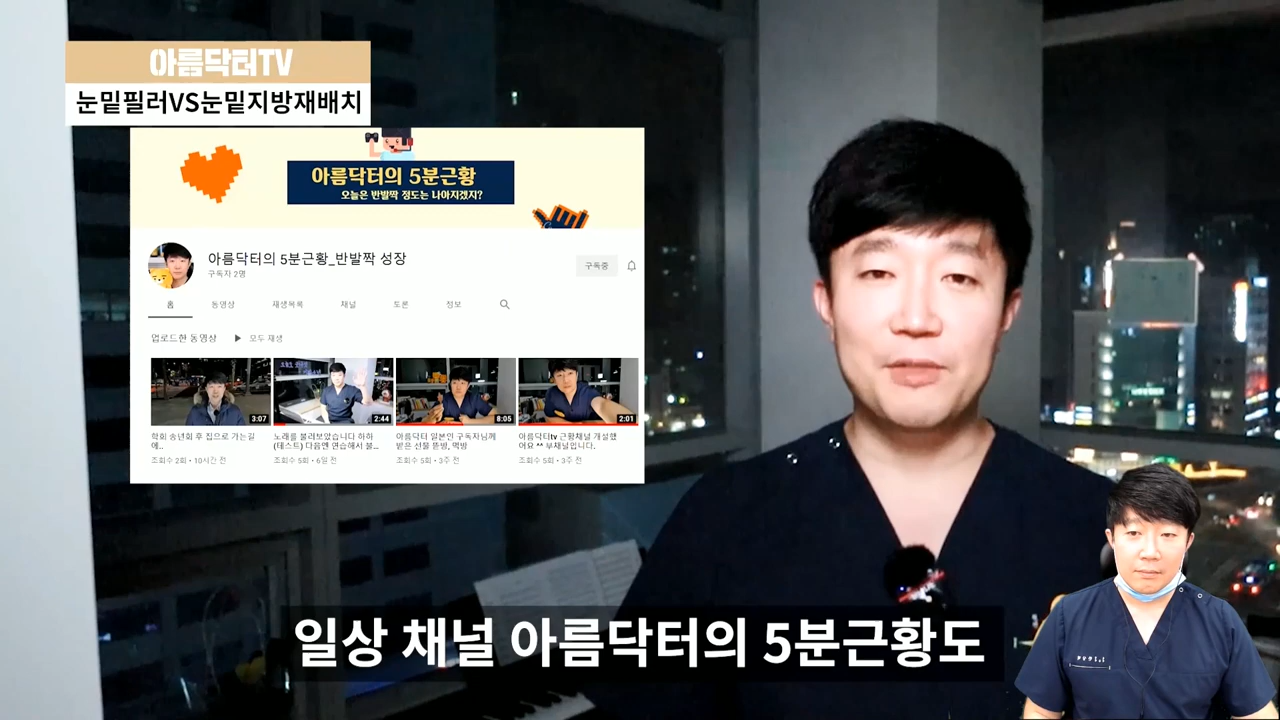 아름닥터TV
눈밑필러VS눈밑지방재배치
아름닥터의 5분근황
오늘은 반발짝 정도는 나아지겠지?
아름닥터의 5분근황_반발짝 성장
구독자 2명
구독중
홈 동영상 재생목록 채널 토론 정보
업로드한 동영상 ▶ 모두 재생
3:07 2:44 8:05 2:01
학회 송년회 후 집으로 가는길에..
조회수 2회 • 10시간 전
노래를 불러보았습니다 하하
(테스트) 다음엔 연습해서 불...
조회수 5회 • 6일 전
아름닥터 일본인 구독자님께
받은 선물 뜯방, 먹방
조회수 5회 • 3주 전
아름닥터tv 근황채널 개설했
어요 ^^ 부채널입니다.
조회수 5회 • 3주 전
일상 채널 아름닥터의 5분근황도